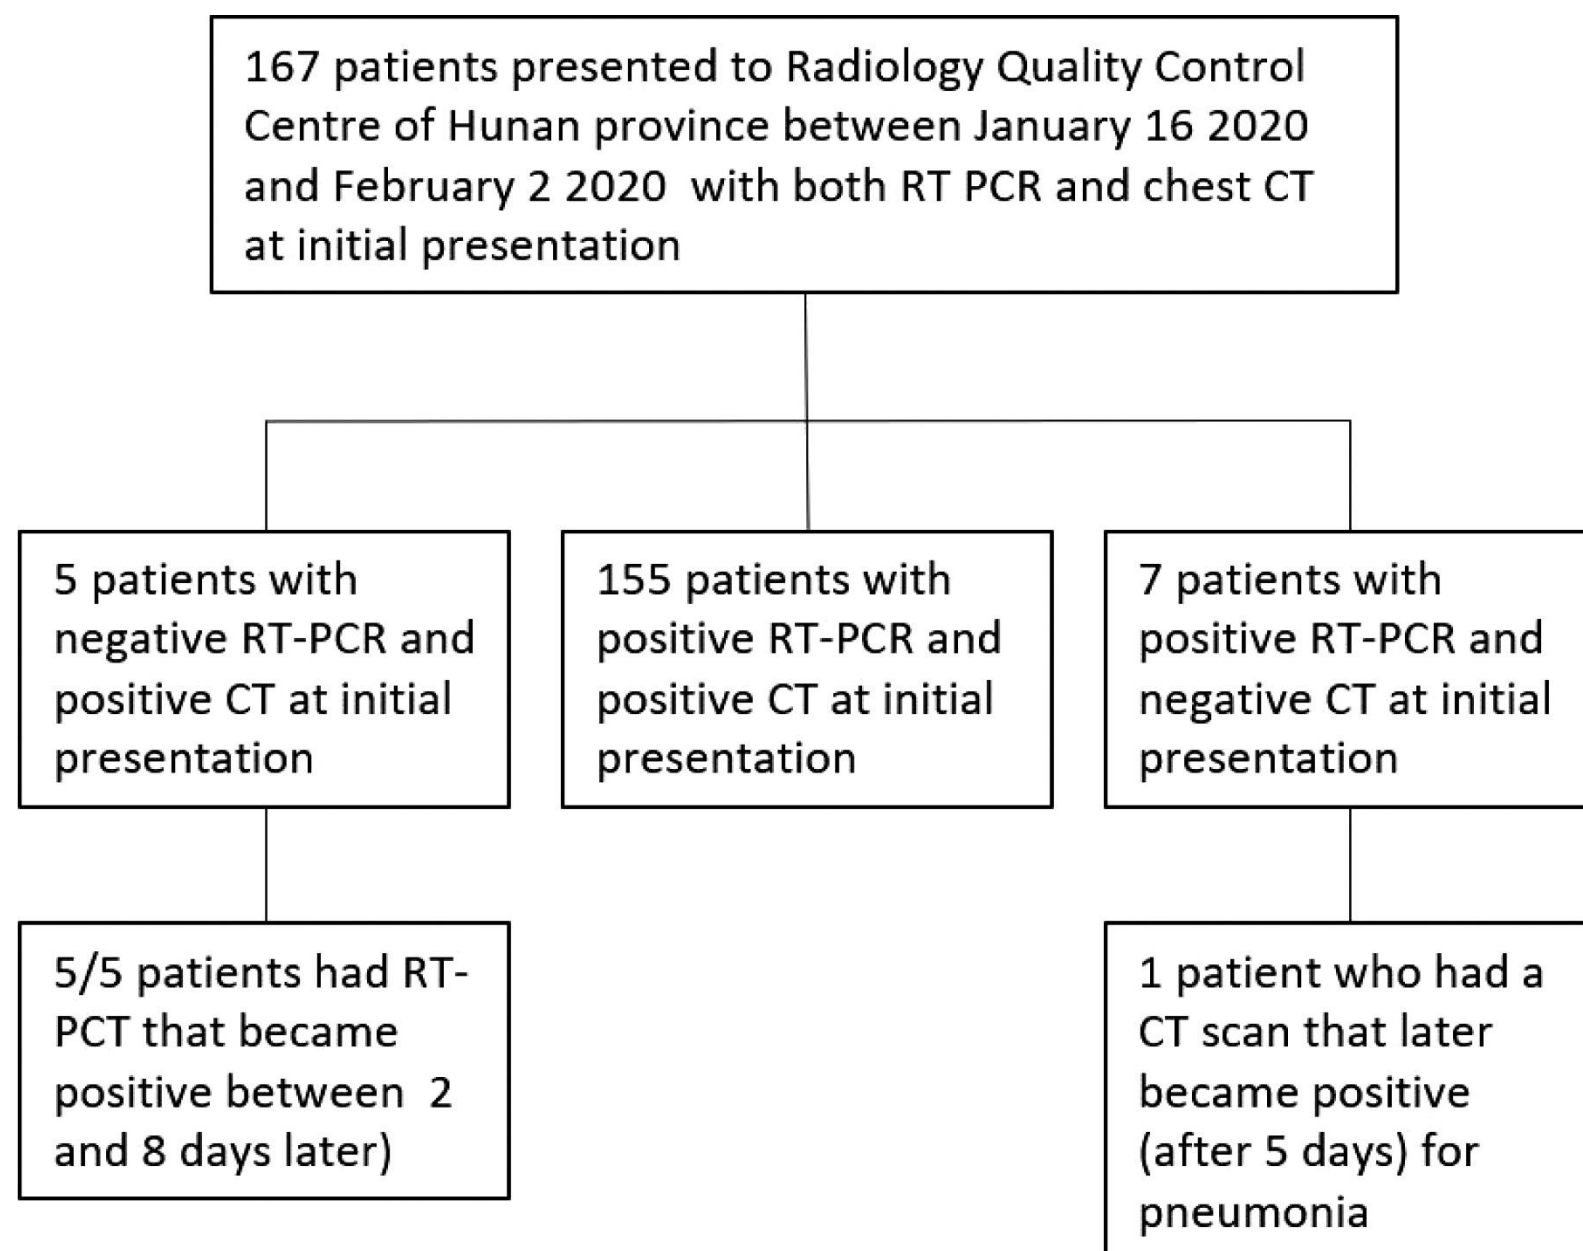 167 patients presented to Radiology Quality Control
Centre of Hunan province between January 16 2020
and February 2 2020 with both RT PCR and chest CT
at initial presentation
5 patients with
negative RT-PCR and
positive CT at initial
presentation
155 patients with
positive RT-PCR and
positive CT at initial
presentation
7 patients with
positive RT-PCR and
negative CT at initial
presentation
5/5 patients had RT-
PCT that became
positive between 2
and 8 days later)
1 patient who had a
CT scan that later
became positive
(after 5 days) for
pneumonia